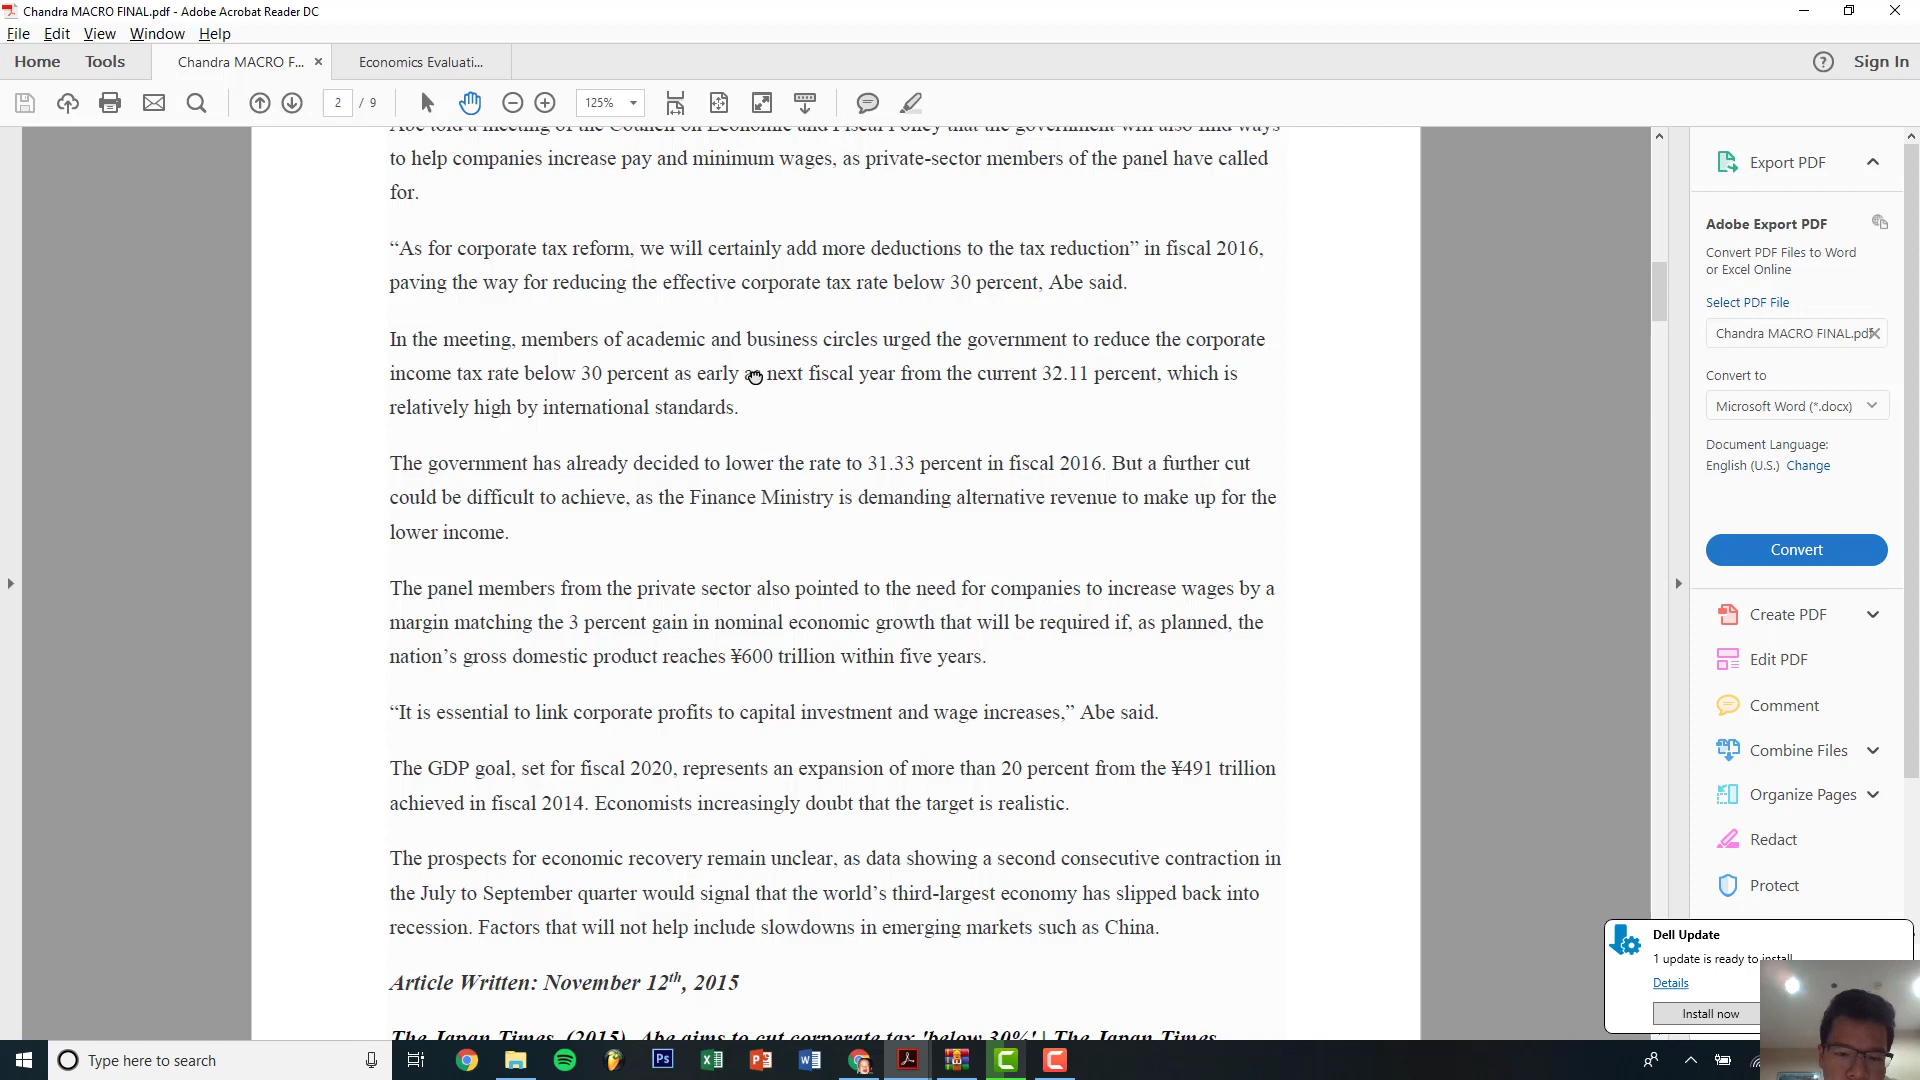 Chandra MACRO FINAL.pdf - Adobe Acrobat Reader DC
File Edit View Window Help
Home Tools Chandra MACRO F... × Economics Evaluati... Sign In
2 / 9 125%
Abe told a meeting of the Council on Economic and Fiscal Policy that the government will also find ways
to help companies increase pay and minimum wages, as private-sector members of the panel have called
for.
“As for corporate tax reform, we will certainly add more deductions to the tax reduction” in fiscal 2016,
paving the way for reducing the effective corporate tax rate below 30 percent, Abe said.
In the meeting, members of academic and business circles urged the government to reduce the corporate
income tax rate below 30 percent as early as next fiscal year from the current 32.11 percent, which is
relatively high by international standards.
The government has already decided to lower the rate to 31.33 percent in fiscal 2016. But a further cut
could be difficult to achieve, as the Finance Ministry is demanding alternative revenue to make up for the
lower income.
The panel members from the private sector also pointed to the need for companies to increase wages by a
margin matching the 3 percent gain in nominal economic growth that will be required if, as planned, the
nation’s gross domestic product reaches ¥600 trillion within five years.
“It is essential to link corporate profits to capital investment and wage increases,” Abe said.
The GDP goal, set for fiscal 2020, represents an expansion of more than 20 percent from the ¥491 trillion
achieved in fiscal 2014. Economists increasingly doubt that the target is realistic.
The prospects for economic recovery remain unclear, as data showing a second consecutive contraction in
the July to September quarter would signal that the world’s third-largest economy has slipped back into
recession. Factors that will not help include slowdowns in emerging markets such as China.
Article Written: November 12th, 2015
The Japan Times, (2015). Abe aims to cut corporate tax 'below 30%' | The Japan Times
Export PDF
Adobe Export PDF
Convert PDF Files to Word
or Excel Online
Select PDF File
Chandra MACRO FINAL.pdf
Convert to
Microsoft Word (*.docx)
Document Language:
English (U.S.) Change
Convert
Create PDF
Edit PDF
Comment
Combine Files
Organize Pages
Redact
Protect
Dell Update
1 update is ready to install
Details
Install now
Type here to search